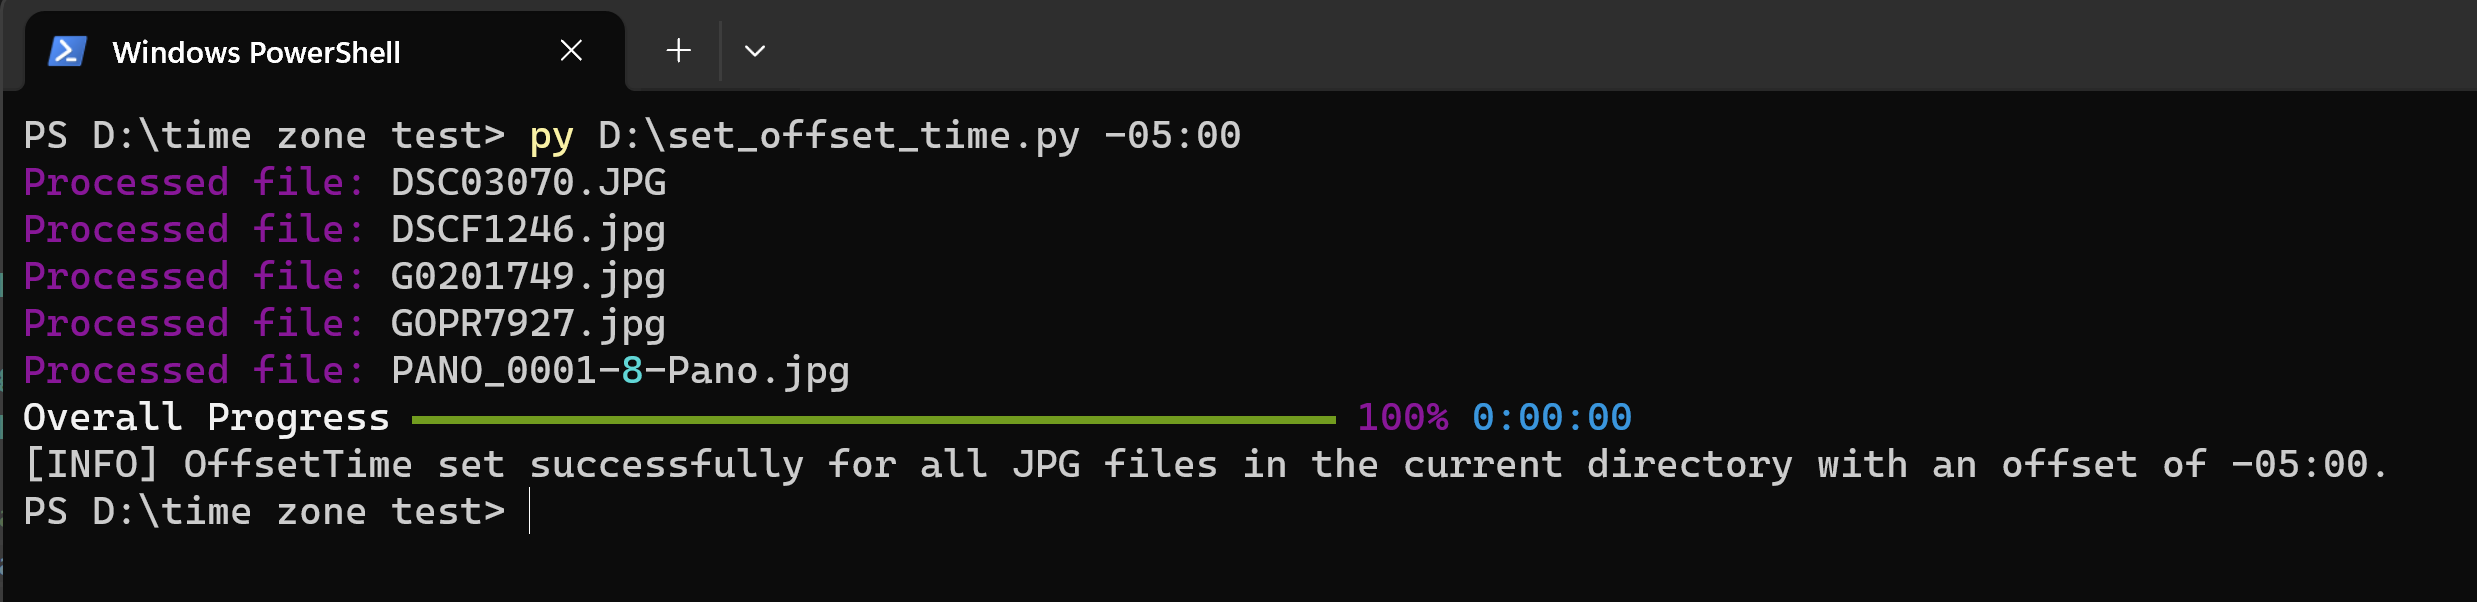 Windows PowerShell
PS D:\time zone test> py D:\set_offset_time.py -05:00
Processed file: DSC03070.JPG
Processed file: DSCF1246.jpg
Processed file: G0201749.jpg
Processed file: GOPR7927.jpg
Processed file: PANO_0001-8-Pano.jpg
Overall Progress 100% 0:00:00
[INFO] OffsetTime set successfully for all JPG files in the current directory with an offset of -05:00.
PS D:\time zone test>